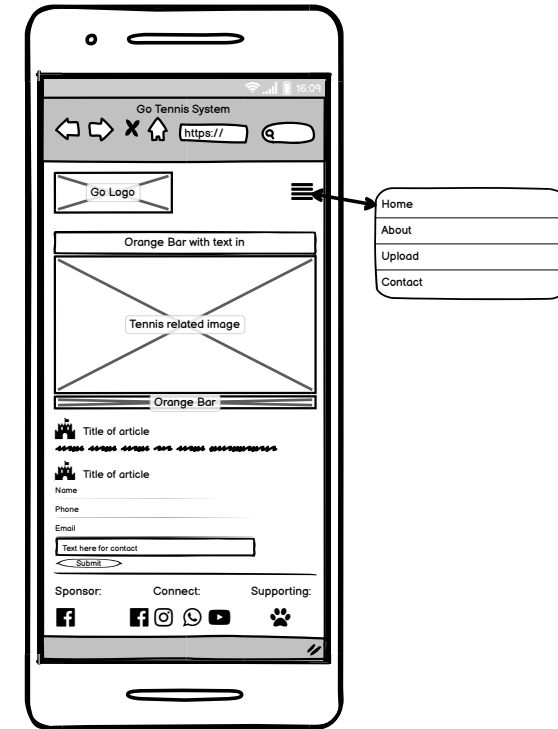 16:09
Go Tennis System
https://
Go Logo
Home
About
Upload
Contact
Orange Bar with text in
Tennis related image
Orange Bar
Title of article
Title of article
Name
Phone
Email
Text here for contact
Submit
Sponsor: Connect: Supporting: